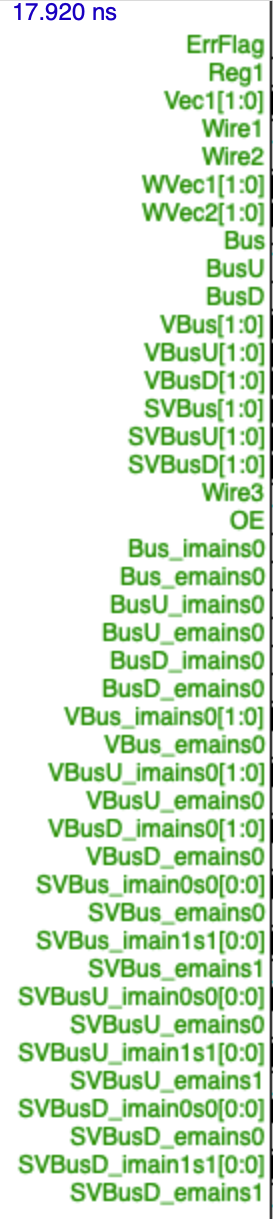 17.920 ns
ErrFlag
Reg1
Vec1[1:0]
Wire1
Wire2
WVec1[1:0]
WVec2[1:0]
Bus
BusU
BusD
VBus[1:0]
VBusU[1:0]
VBusD[1:0]
SVBus[1:0]
SVBusU[1:0]
SVBusD[1:0]
Wire3
OE
Bus_imains0
Bus_emains0
BusU_imains0
BusU_emains0
BusD_imains0
BusD_emains0
VBus_imains0[1:0]
VBus_emains0
VBusU_imains0[1:0]
VBusU_emains0
VBusD_imains0[1:0]
VBusD_emains0
SVBus_imain0s0[0:0]
SVBus_emains0
SVBus_imain1s1[0:0]
SVBus_emains1
SVBusU_imain0s0[0:0]
SVBusU_emains0
SVBusU_imain1s1[0:0]
SVBusU_emains1
SVBusD_imain0s0[0:0]
SVBusD_emains0
SVBusD_imain1s1[0:0]
SVBusD_emains1